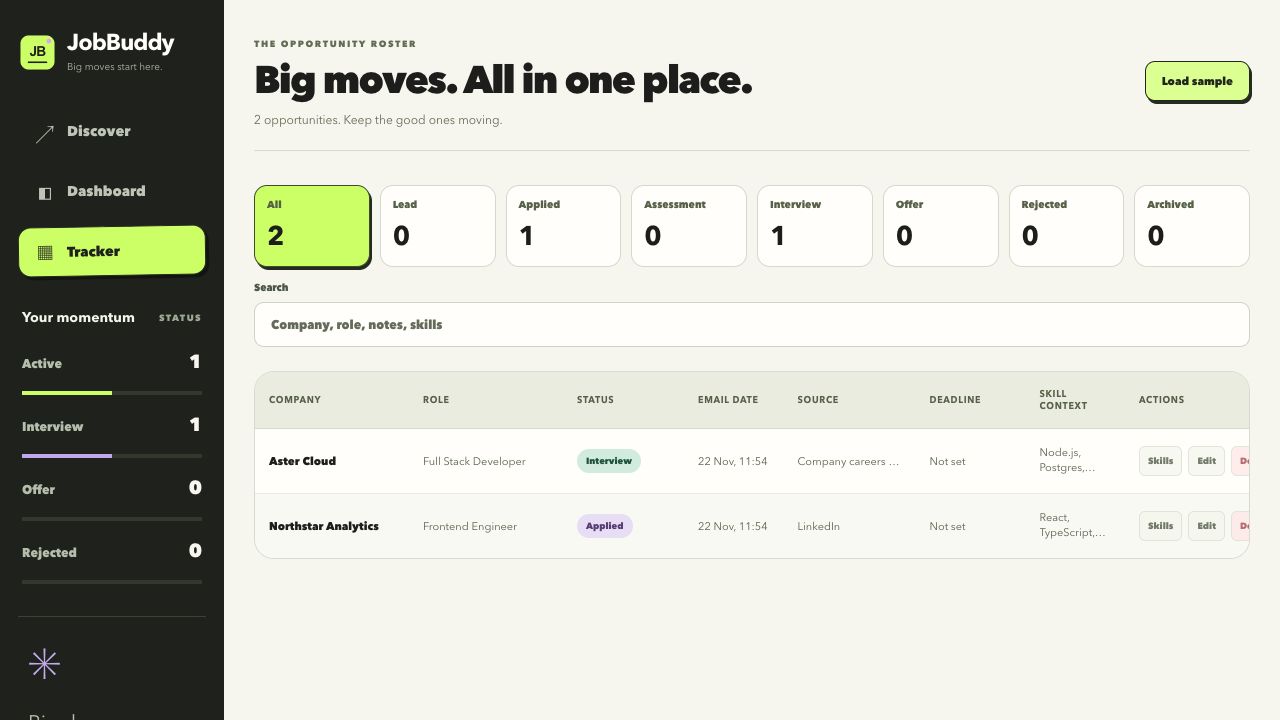 JB
JobBuddy
Big moves start here.
Discover
Dashboard
Tracker
Your momentum STATUS
Active 1
Interview 1
Offer 0
Rejected 0
THE OPPORTUNITY ROSTER
Big moves. All in one place.
2 opportunities. Keep the good ones moving.
Load sample
All Lead Applied Assessment Interview Offer Rejected Archived
2 0 1 0 1 0 0 0
Search
Company, role, notes, skills
COMPANY ROLE STATUS EMAIL DATE SOURCE DEADLINE SKILL CONTEXT ACTIONS
Aster Cloud Full Stack Developer Interview 22 Nov, 11:54 Company careers ... Not set Node.js, Postgres,... Skills Edit
Northstar Analytics Frontend Engineer Applied 22 Nov, 11:54 LinkedIn Not set React, TypeScript,... Skills Edit